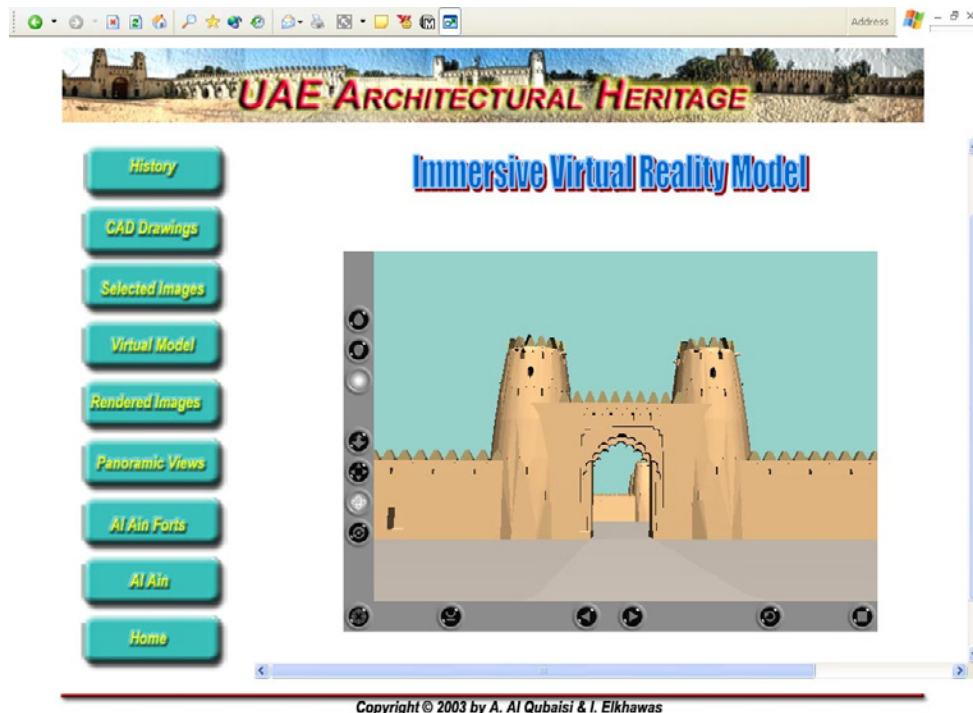 Address
UAE ARCHITECTURAL HERITAGE
Immersive Virtual Reality Model
History
CAD Drawings
Selected Images
Virtual Model
Rendered Images
Panoramic Views
Al Ain Forts
Al Ain
Home
Copyright © 2003 by A. Al Qubaisi & I. Elkhawas